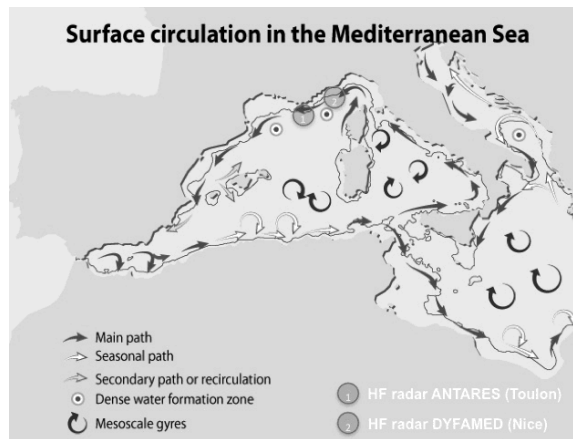 Surface circulation in the Mediterranean Sea
1
2
Main path
Seasonal path
Secondary path or recirculation
Dense water formation zone
Mesoscale gyres
1 HF radar ANTARES (Toulon)
2 HF radar DYFAMED (Nice)